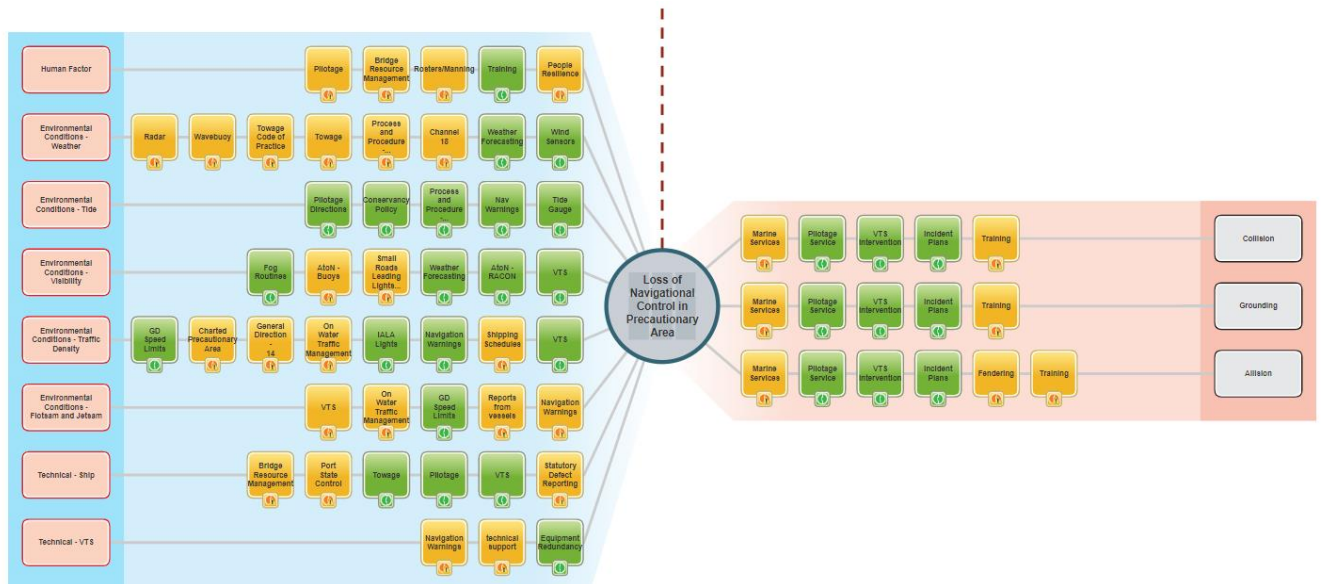 Human Factor
Pilotage
Bridge
Resource
Management
Rosters/Manning
Training
People
Resilience
Environmental
Conditions -
Weather
Radar
Wavebuoy
Towage
Code of
Practice
Towage
Process
and
Procedure
-...
Channel
18
Weather
Forecasting
Wind
Sensors
Environmental
Conditions - Tide
Pilotage
Directions
Conservancy
Policy
Process
and
Procedure
-...
Nav
Warnings
Tide
Gauge
Environmental
Conditions -
Visibility
Fog
Routines
AtoN -
Buoys
Small
Roads
Leading
Lights...
Weather
Forecasting
AtoN -
RACON
VTS
Environmental
Conditions - Traffic
Density
GD
Speed
Limits
Charted
Precautionary
Area
General
Direction
-
14
On
Water
Traffic
Management
IALA
Lights
Navigation
Warnings
Shipping
Schedules
VTS
Environmental
Conditions -
Flotsam and Jetsam
VTS
On
Water
Traffic
Management
GD
Speed
Limits
Reports
from
vessels
Navigation
Warnings
Technical - Ship
Bridge
Resource
Management
Port
State
Control
Towage
Pilotage
VTS
Statutory
Defect
Reporting
Technical - VTS
Navigation
Warnings
technical
support
Equipment
Redundancy
Loss of
Navigational
Control in
Precautionary
Area
Marine
Services
Pilotage
Service
VTS
Intervention
Incident
Plans
Training
Collision
Marine
Services
Pilotage
Service
VTS
Intervention
Incident
Plans
Training
Grounding
Marine
Services
Pilotage
Service
VTS
Intervention
Incident
Plans
Fendering
Training
Allision